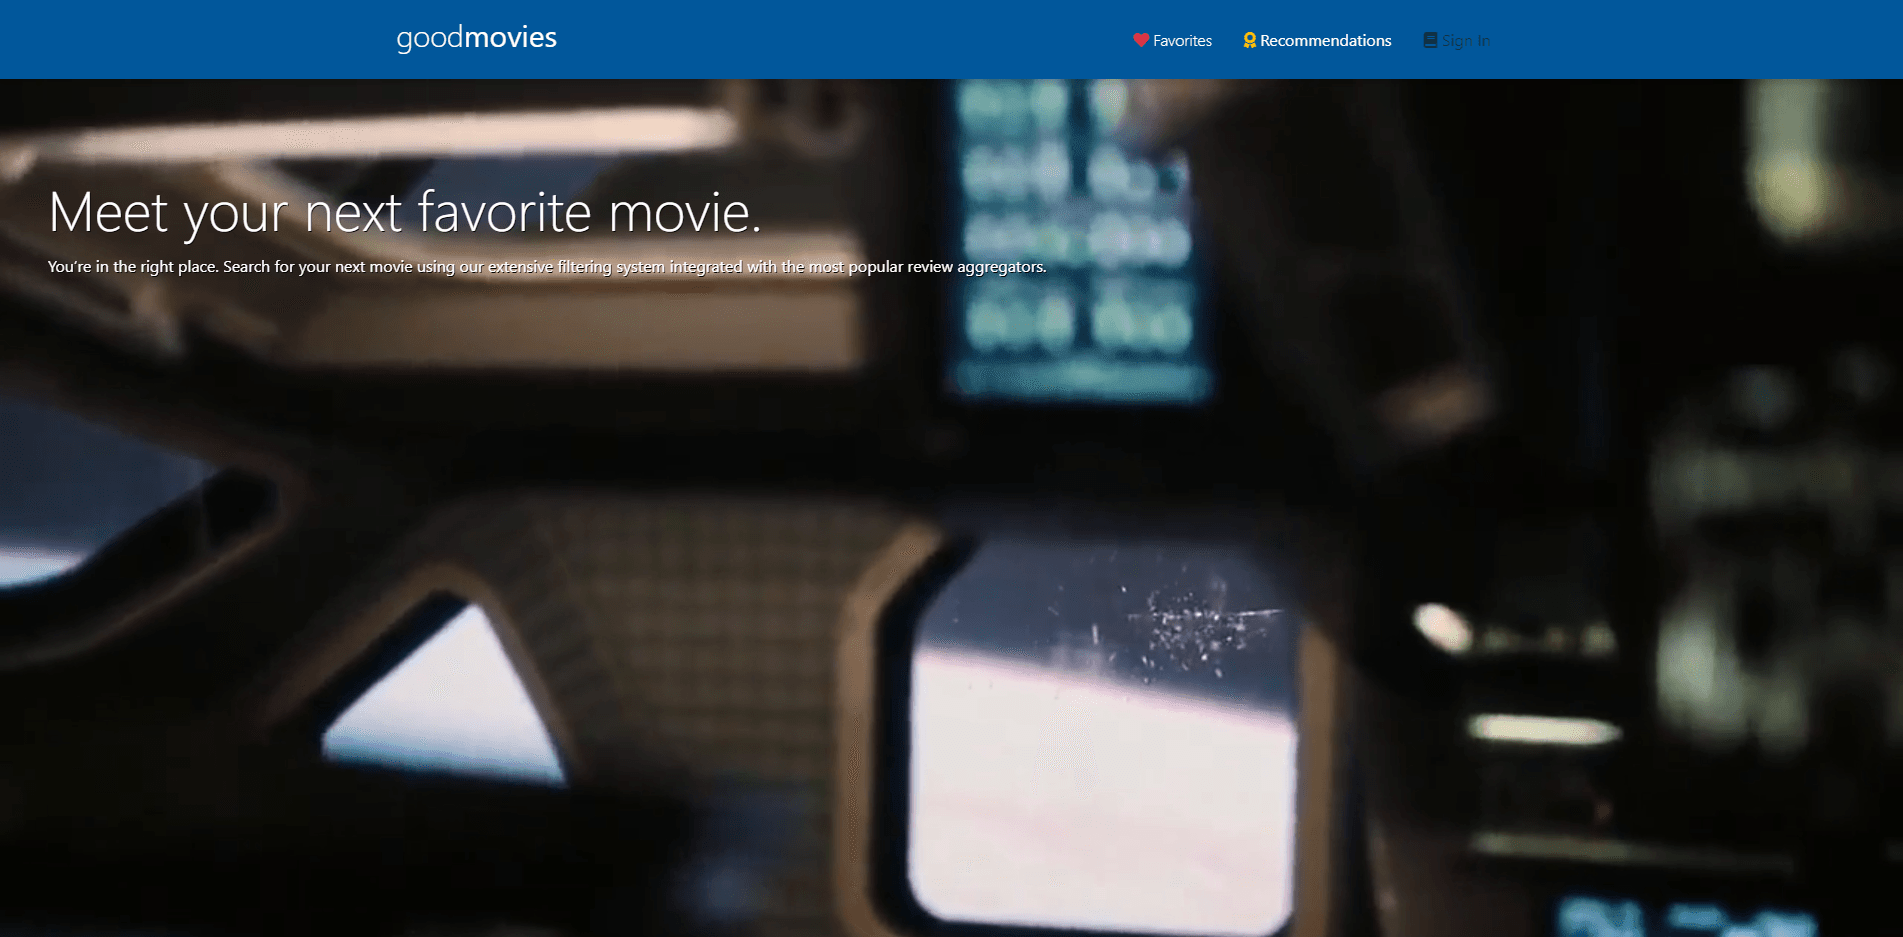 goodmovies
Favorites
Recommendations
Sign In
Meet your next favorite movie.
You're in the right place. Search for your next movie using our extensive filtering system integrated with the most popular review aggregators.